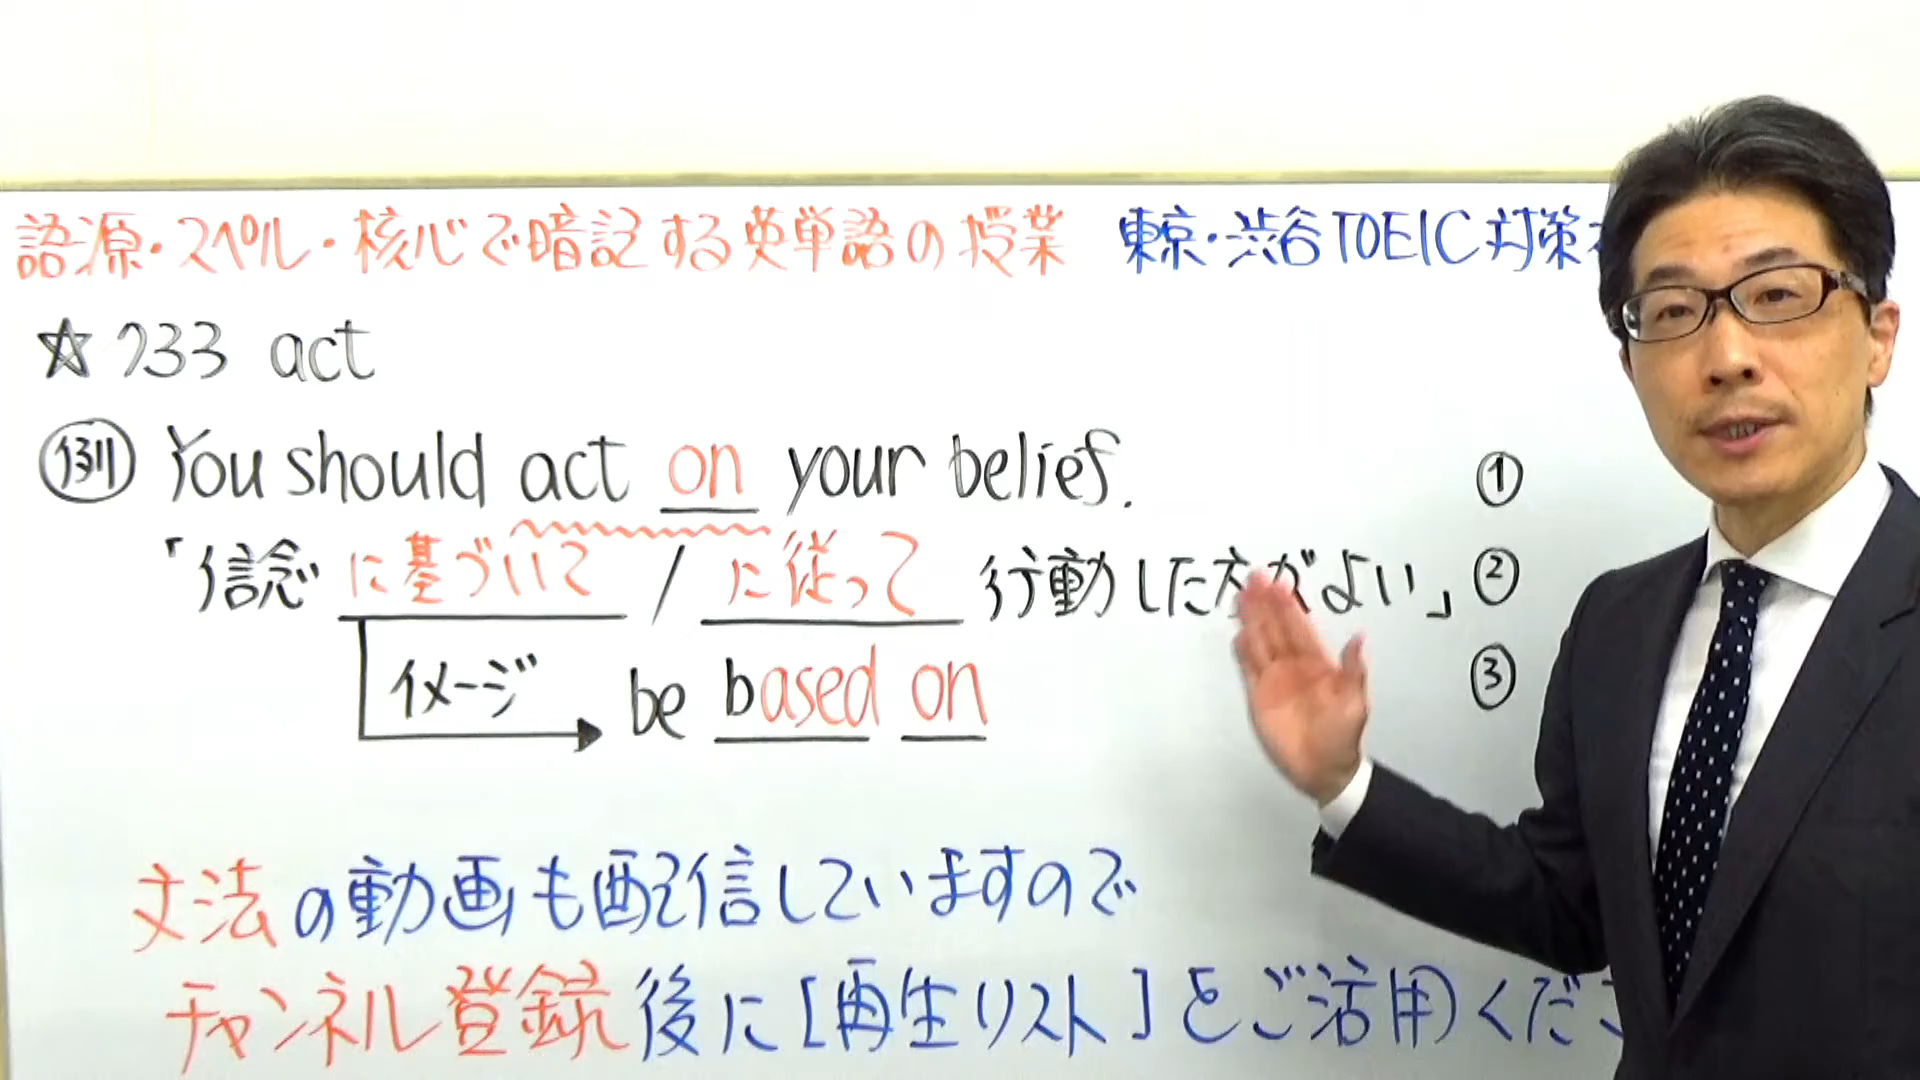 語源・スペル・核心で暗記する英単語の授業 東京・渋谷TOEIC対策
☆733 act
例 You should act on your belief. ①
「信念に基づいて/に従って 行動した方がよい」 ②
イメージ be based on ③
文法の動画も配信していますので
チャンネル登録後に[再生リスト]をご活用くだ